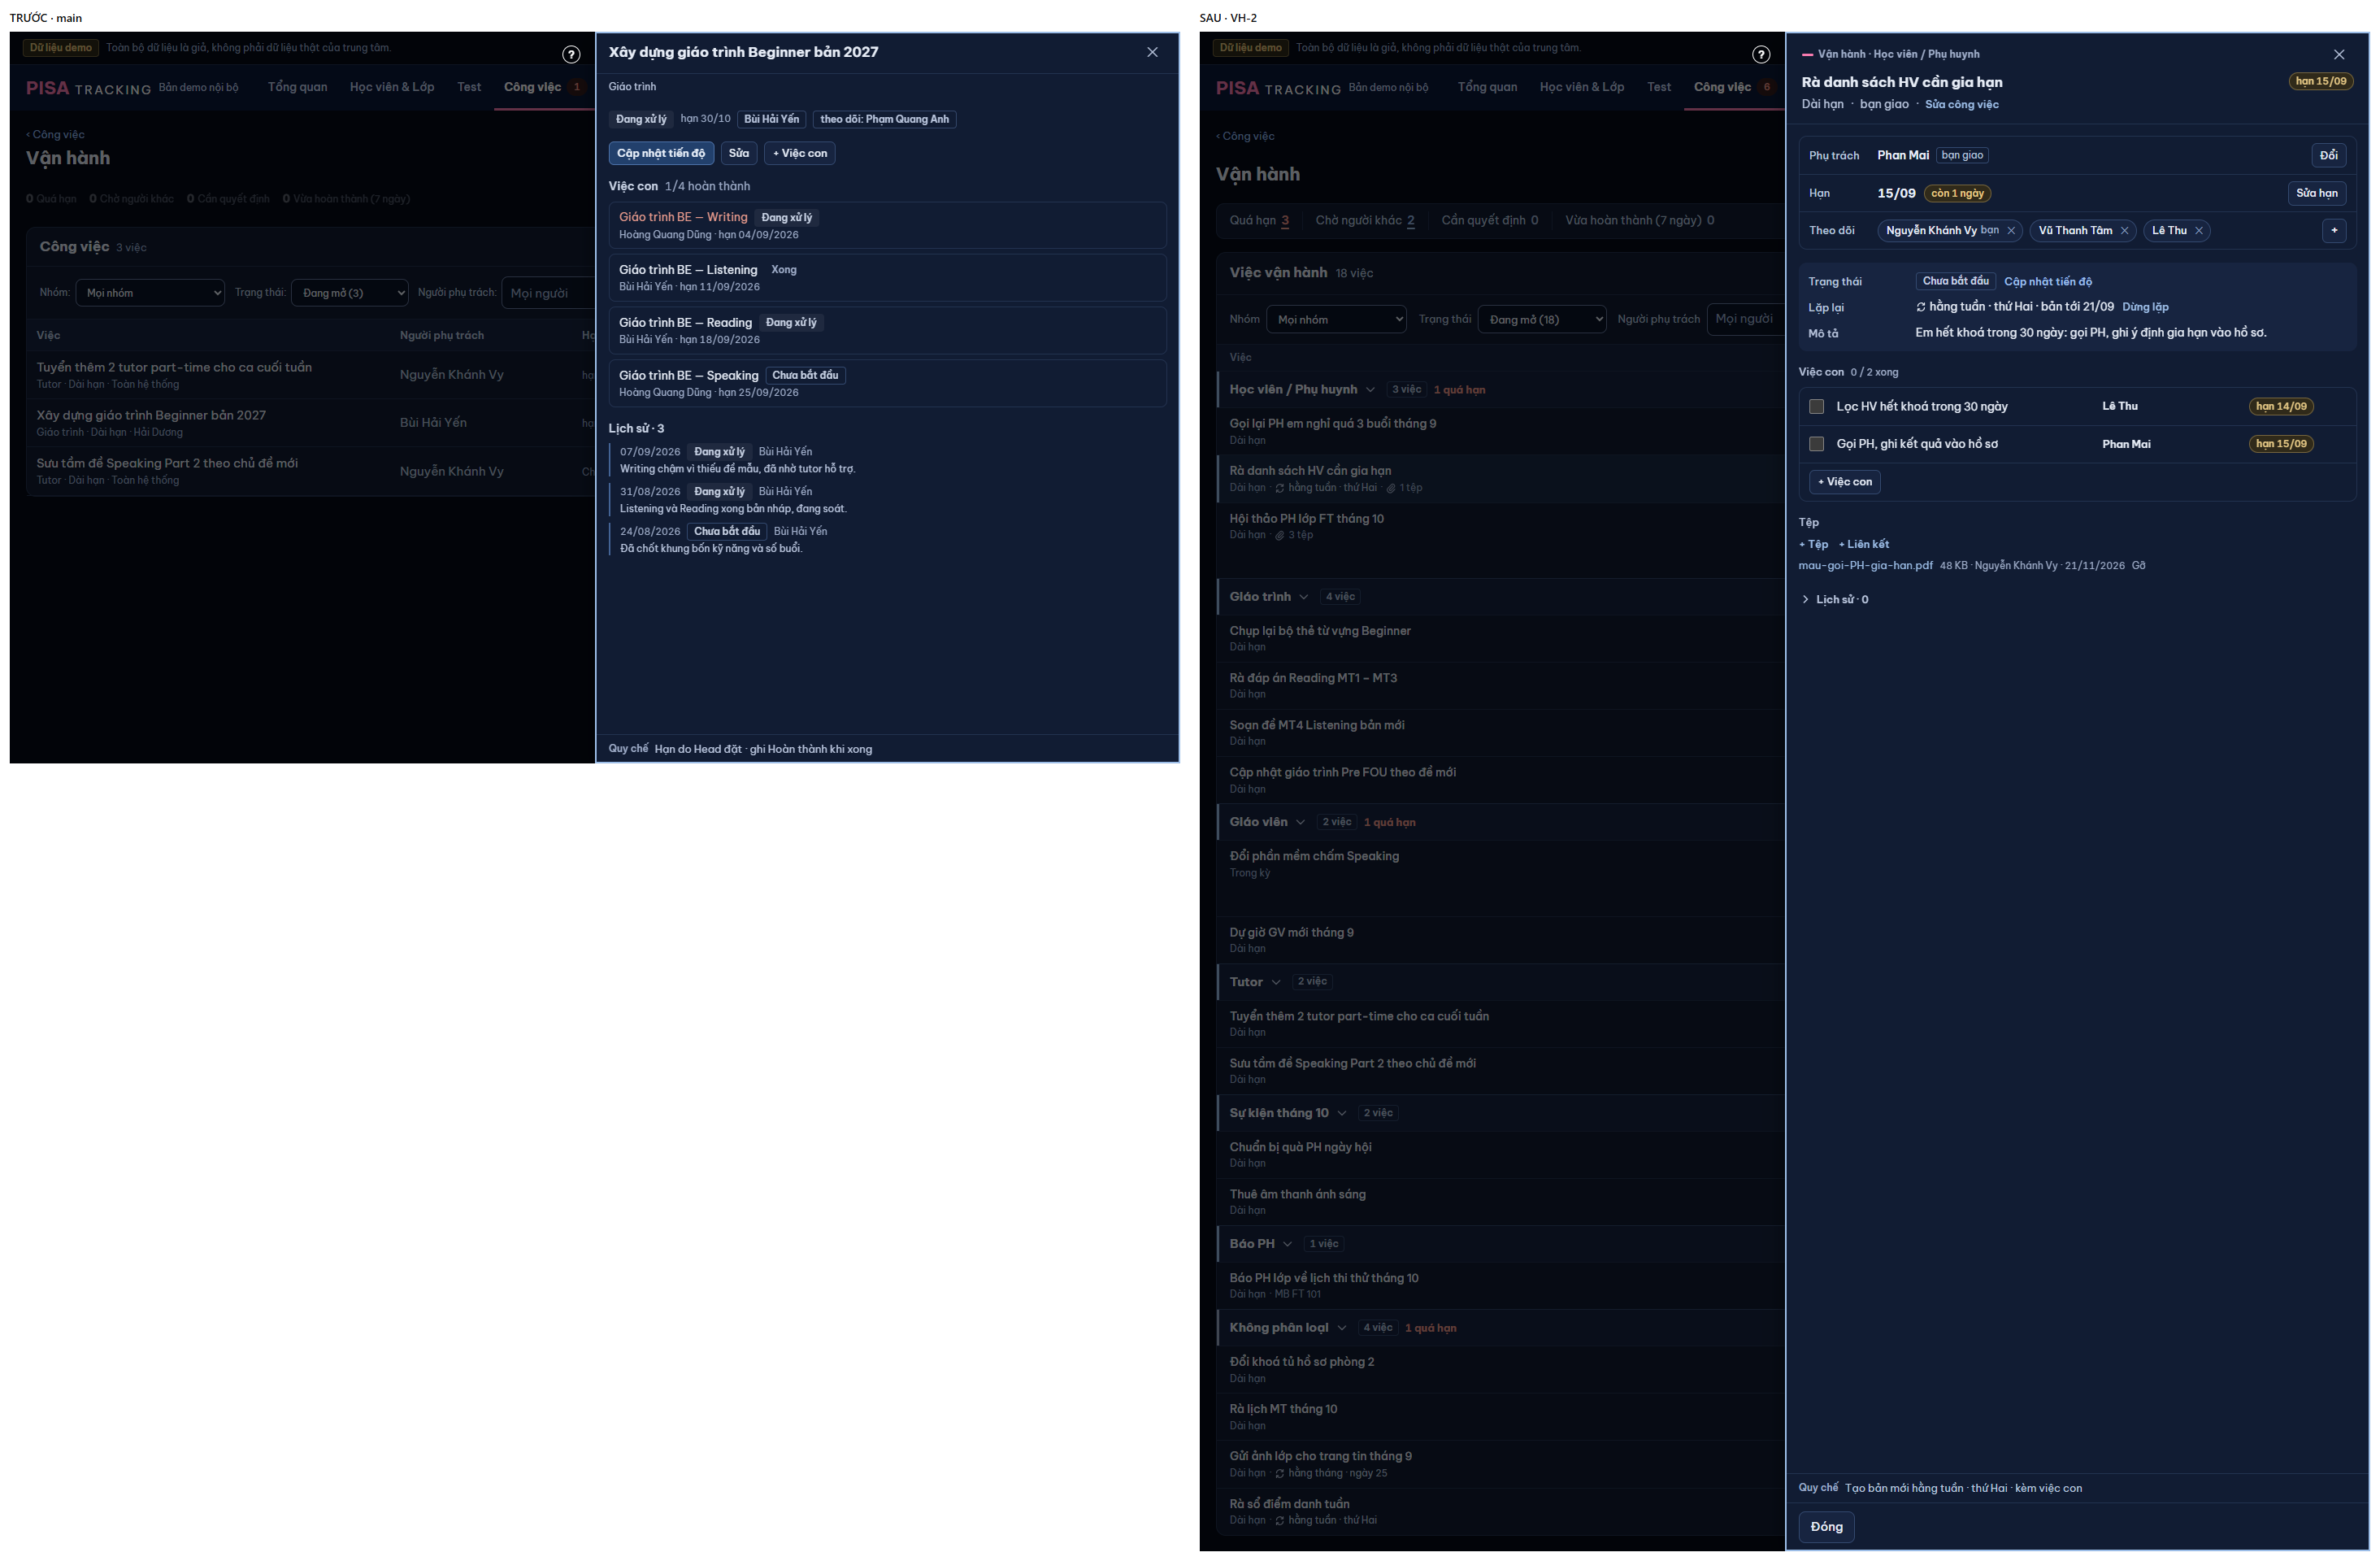 TRƯỚC · main
Dữ liệu demo Toàn bộ dữ liệu là giả, không phải dữ liệu thật của trung tâm.
?
PISA TRACKING Bản demo nội bộ Tổng quan Học viên & Lớp Test Công việc 1
‹ Công việc
Vận hành
0 Quá hạn 0 Chờ người khác 0 Cần quyết định 0 Vừa hoàn thành (7 ngày)
Công việc 3 việc
Nhóm: Mọi nhóm Trạng thái: Đang mở (3) Người phụ trách: Mọi người
Việc Người phụ trách
Tuyển thêm 2 tutor part-time cho ca cuối tuần
Tutor · Dài hạn · Toàn hệ thống
Nguyễn Khánh Vy
Xây dựng giáo trình Beginner bản 2027
Giáo trình · Dài hạn · Hải Dương
Bùi Hải Yến
Sưu tầm đề Speaking Part 2 theo chủ đề mới
Tutor · Dài hạn · Toàn hệ thống
Nguyễn Khánh Vy
Xây dựng giáo trình Beginner bản 2027
Giáo trình
Đang xử lý hạn 30/10 Bùi Hải Yến theo dõi: Phạm Quang Anh
Cập nhật tiến độ Sửa + Việc con
Việc con 1/4 hoàn thành
Giáo trình BE — Writing Đang xử lý
Hoàng Quang Dũng · hạn 04/09/2026
Giáo trình BE — Listening Xong
Bùi Hải Yến · hạn 11/09/2026
Giáo trình BE — Reading Đang xử lý
Bùi Hải Yến · hạn 18/09/2026
Giáo trình BE — Speaking Chưa bắt đầu
Hoàng Quang Dũng · hạn 25/09/2026
Lịch sử · 3
07/09/2026 Đang xử lý Bùi Hải Yến
Writing chậm vì thiếu đề mẫu, đã nhờ tutor hỗ trợ.
31/08/2026 Đang xử lý Bùi Hải Yến
Listening và Reading xong bản nháp, đang soát.
24/08/2026 Chưa bắt đầu Bùi Hải Yến
Đã chốt khung bốn kỹ năng và số buổi.
Quy chế Hạn do Head đặt · ghi Hoàn thành khi xong
SAU · VH-2
Dữ liệu demo Toàn bộ dữ liệu là giả, không phải dữ liệu thật của trung tâm.
?
PISA TRACKING Bản demo nội bộ Tổng quan Học viên & Lớp Test Công việc 6
‹ Công việc
Vận hành
Quá hạn 3 Chờ người khác 2 Cần quyết định 0 Vừa hoàn thành (7 ngày) 0
Việc vận hành 18 việc
Nhóm Mọi nhóm Trạng thái Đang mở (18) Người phụ trách Mọi người
Việc
Học viên / Phụ huynh 3 việc 1 quá hạn
Gọi lại PH em nghỉ quá 3 buổi tháng 9
Dài hạn
Rà danh sách HV cần gia hạn
Dài hạn · hằng tuần · thứ Hai · 1 tệp
Hội thảo PH lớp FT tháng 10
Dài hạn · 3 tệp
Giáo trình 4 việc
Chụp lại bộ thẻ từ vựng Beginner
Dài hạn
Rà đáp án Reading MT1 – MT3
Dài hạn
Soạn đề MT4 Listening bản mới
Dài hạn
Cập nhật giáo trình Pre FOU theo đề mới
Dài hạn
Giáo viên 2 việc 1 quá hạn
Đổi phần mềm chấm Speaking
Trong kỳ
Dự giờ GV mới tháng 9
Dài hạn
Tutor 2 việc
Tuyển thêm 2 tutor part-time cho ca cuối tuần
Dài hạn
Sưu tầm đề Speaking Part 2 theo chủ đề mới
Dài hạn
Sự kiện tháng 10 2 việc
Chuẩn bị quà PH ngày hội
Dài hạn
Thuê âm thanh ánh sáng
Dài hạn
Báo PH 1 việc
Báo PH lớp về lịch thi thử tháng 10
Dài hạn · MB FT 101
Không phân loại 4 việc 1 quá hạn
Đổi khoá tủ hồ sơ phòng 2
Dài hạn
Rà lịch MT tháng 10
Dài hạn
Gửi ảnh lớp cho trang tin tháng 9
Dài hạn · hằng tháng · ngày 25
Rà sổ điểm danh tuần
Dài hạn · hằng tuần · thứ Hai
Vận hành · Học viên / Phụ huynh
Rà danh sách HV cần gia hạn hạn 15/09
Dài hạn · bạn giao · Sửa công việc
Phụ trách Phan Mai bạn giao Đổi
Hạn 15/09 còn 1 ngày Sửa hạn
Theo dõi Nguyễn Khánh Vy bạn Vũ Thanh Tâm Lê Thu +
Trạng thái Chưa bắt đầu Cập nhật tiến độ
Lặp lại hằng tuần · thứ Hai · bản tới 21/09 Dừng lặp
Mô tả Em hết khoá trong 30 ngày: gọi PH, ghi ý định gia hạn vào hồ sơ.
Việc con 0 / 2 xong
Lọc HV hết khoá trong 30 ngày Lê Thu hạn 14/09
Gọi PH, ghi kết quả vào hồ sơ Phan Mai hạn 15/09
+ Việc con
Tệp
+ Tệp + Liên kết
mau-goi-PH-gia-han.pdf 48 KB · Nguyễn Khánh Vy · 21/11/2026 Gỡ
Lịch sử · 0
Quy chế Tạo bản mới hằng tuần · thứ Hai · kèm việc con
Đóng